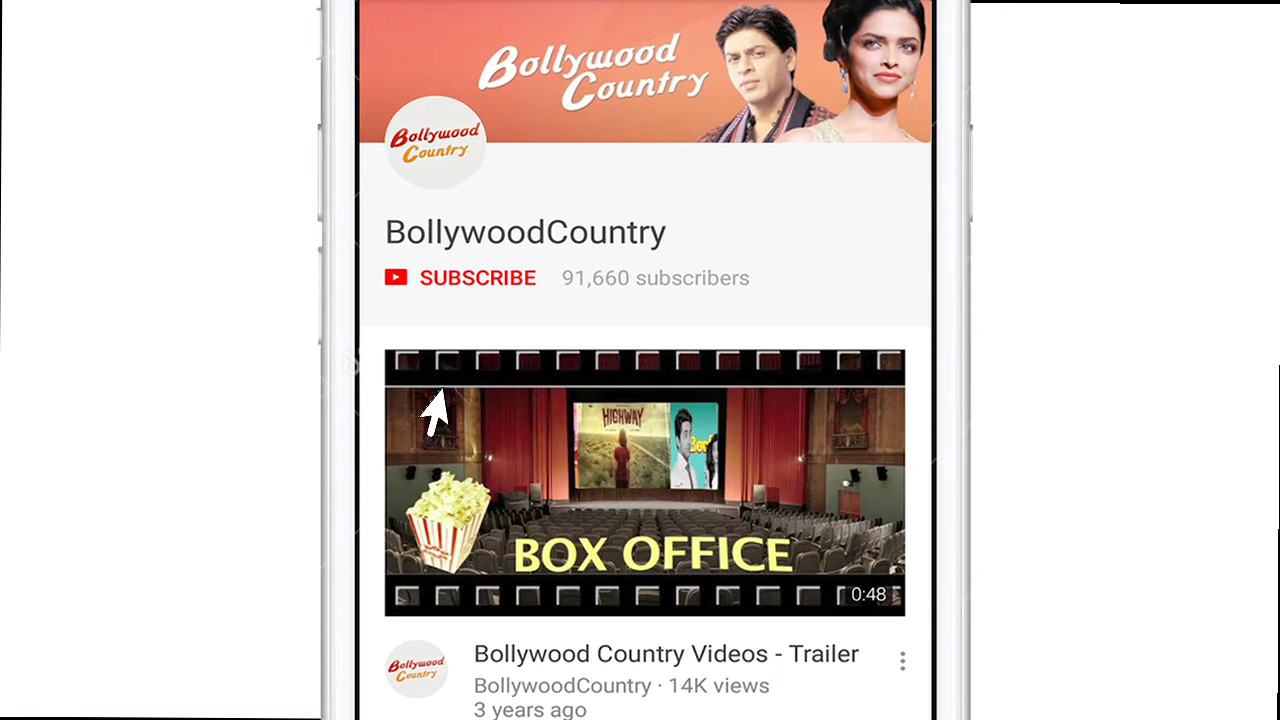 Bollywood
Country
Bollywood
Country
BollywoodCountry
SUBSCRIBE 91,660 subscribers
HIGHWAY
BOX OFFICE
0:48
Bollywood
Country
Bollywood Country Videos - Trailer
BollywoodCountry · 14K views
3 years ago